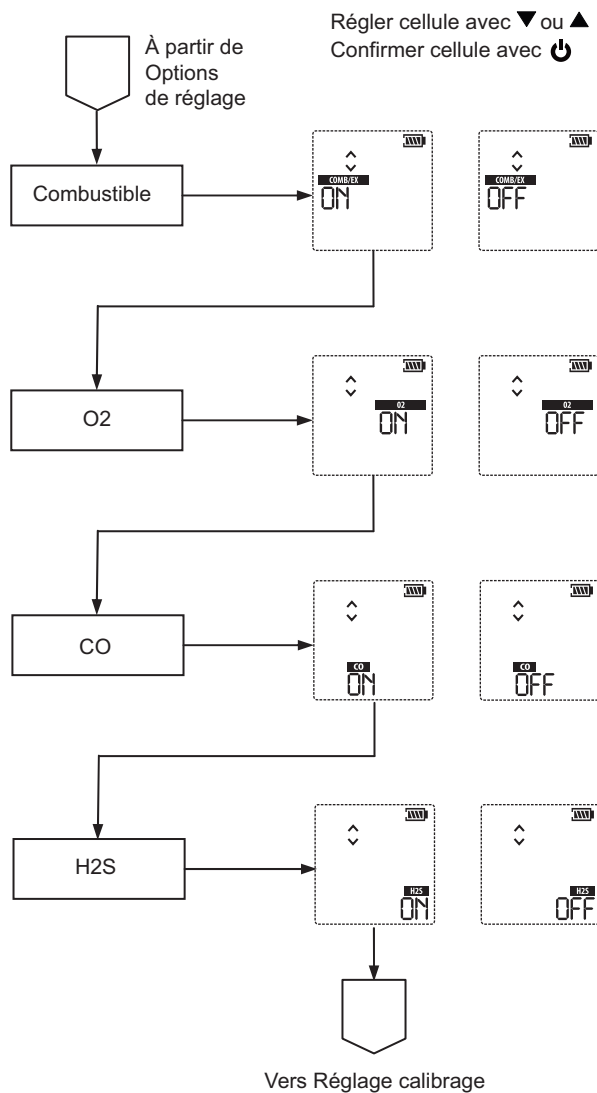 Régler cellule avec ▼ ou ▲
Confirmer cellule avec ⏻
À partir de
Options
de réglage
Combustible
COMB/EX
ON
COMB/EX
OFF
O2
O2
ON
O2
OFF
CO
CO
ON
CO
OFF
H2S
H2S
ON
H2S
OFF
Vers Réglage calibrage